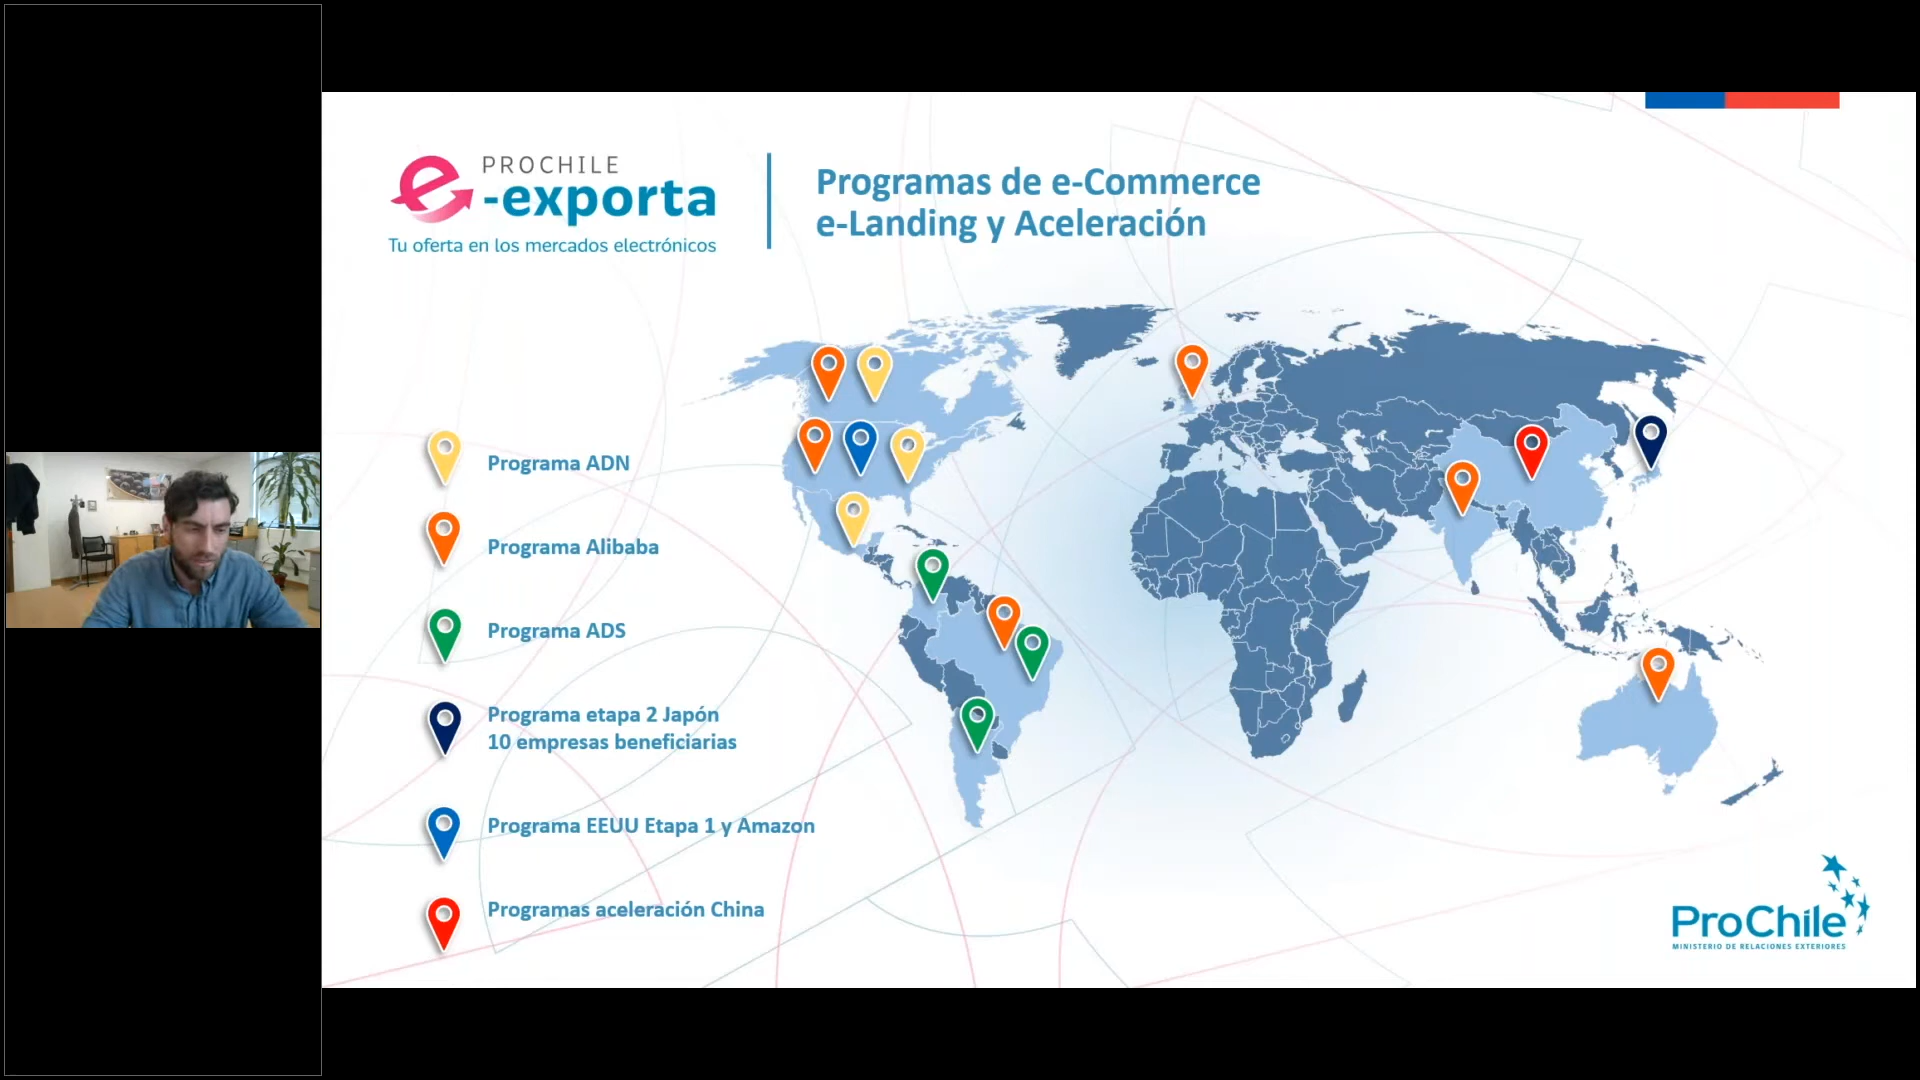 PROCHILE
e-exporta
Tu oferta en los mercados electrónicos
Programas de e-Commerce
e-Landing y Aceleración
Programa ADN
Programa Alibaba
Programa ADS
Programa etapa 2 Japón
10 empresas beneficiarias
Programa EEUU Etapa 1 y Amazon
Programas aceleración China
ProChile
MINISTERIO DE RELACIONES EXTERIORES